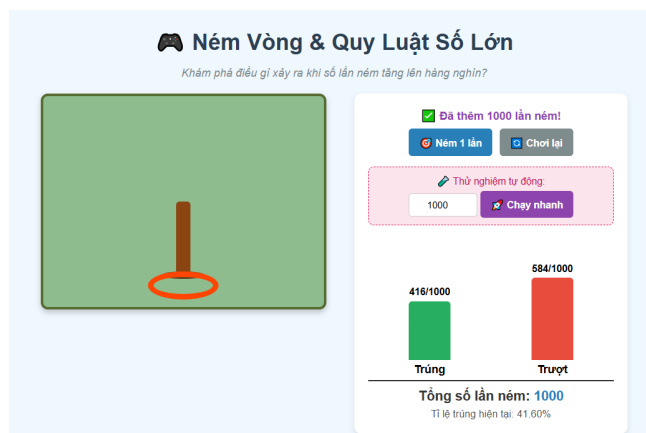 🎮 Ném Vòng & Quy Luật Số Lớn
Khám phá điều gì xảy ra khi số lần ném tăng lên hàng nghìn?
✅ Đã thêm 1000 lần ném!
🎯 Ném 1 lần
🔄 Chơi lại
🧪 Thử nghiệm tự động:
1000
🚀 Chạy nhanh
584/1000
416/1000
Trúng
Trượt
Tổng số lần ném: 1000
Tỉ lệ trúng hiện tại: 41.60%